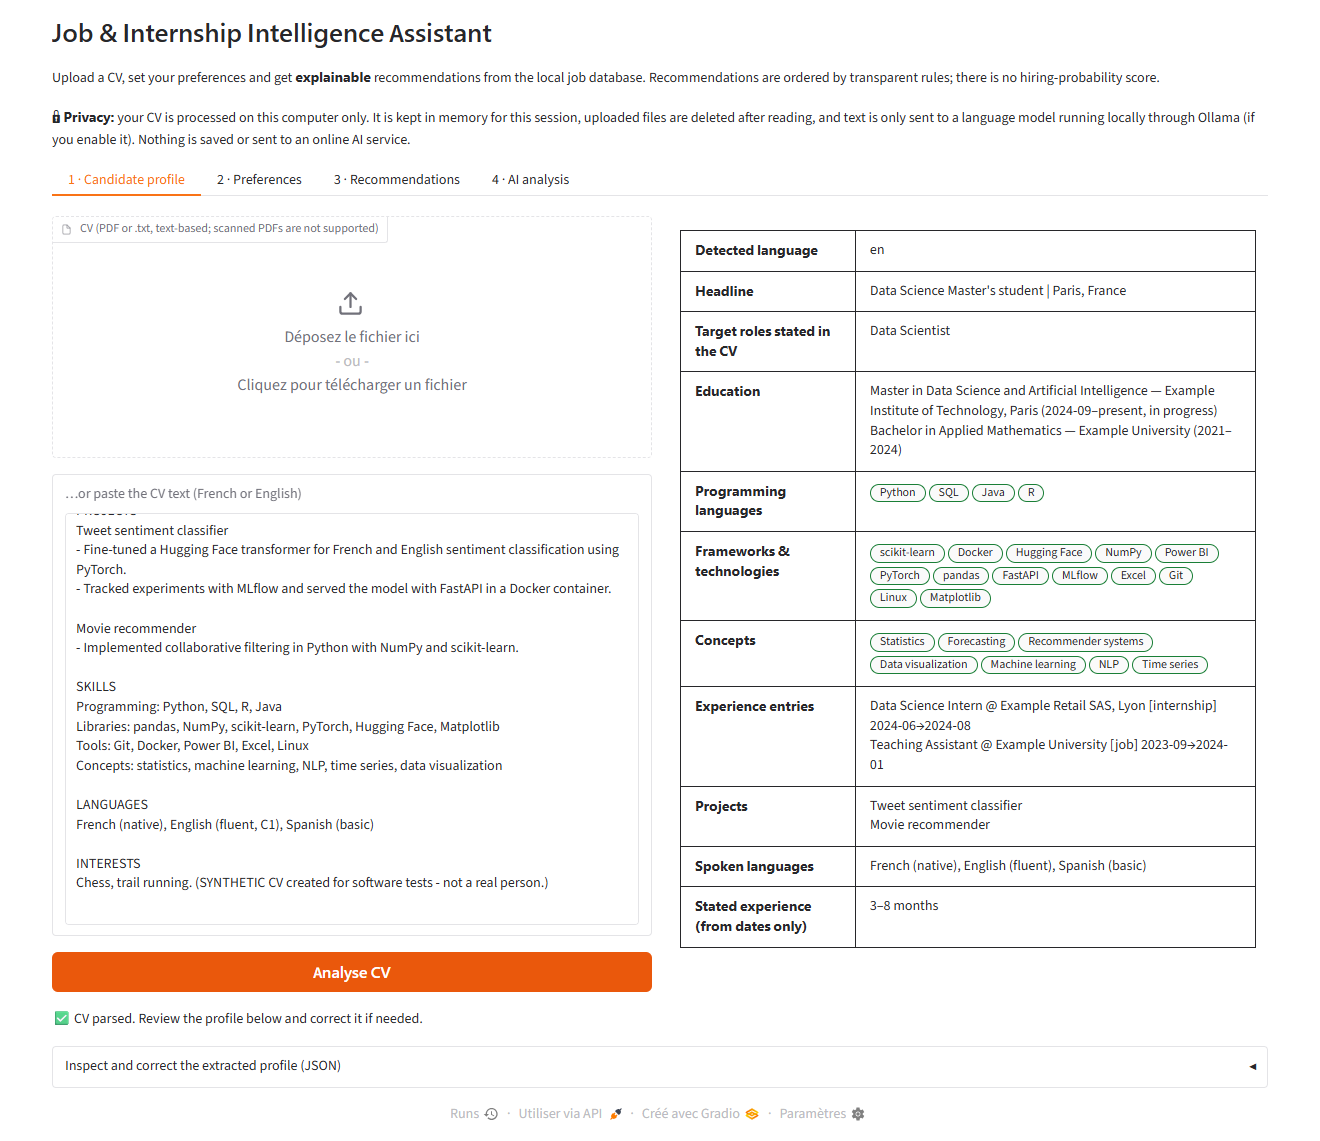 Job & Internship Intelligence Assistant
Upload a CV, set your preferences and get explainable recommendations from the local job database. Recommendations are ordered by transparent rules; there is no hiring-probability score.
Privacy: your CV is processed on this computer only. It is kept in memory for this session, uploaded files are deleted after reading, and text is only sent to a language model running locally through Ollama (if
you enable it). Nothing is saved or sent to an online AI service.
1 · Candidate profile
2 · Preferences
3 · Recommendations
4 · AI analysis
CV (PDF or .txt, text-based; scanned PDFs are not supported)
Déposez le fichier ici
- ou -
Cliquez pour télécharger un fichier
...or paste the CV text (French or English)
Tweet sentiment classifier
- Fine-tuned a Hugging Face transformer for French and English sentiment classification using
PyTorch.
- Tracked experiments with MLflow and served the model with FastAPI in a Docker container.
Movie recommender
- Implemented collaborative filtering in Python with NumPy and scikit-learn.
SKILLS
Programming: Python, SQL, R, Java
Libraries: pandas, NumPy, scikit-learn, PyTorch, Hugging Face, Matplotlib
Tools: Git, Docker, Power BI, Excel, Linux
Concepts: statistics, machine learning, NLP, time series, data visualization
LANGUAGES
French (native), English (fluent, C1), Spanish (basic)
INTERESTS
Chess, trail running. (SYNTHETIC CV created for software tests - not a real person.)
Analyse CV
CV parsed. Review the profile below and correct it if needed.
Detected language
en
Headline
Data Science Master's student | Paris, France
Target roles stated in
the CV
Data Scientist
Education
Master in Data Science and Artificial Intelligence — Example
Institute of Technology, Paris (2024-09–present, in progress)
Bachelor in Applied Mathematics — Example University (2021–
2024)
Programming
languages
Python SQL Java R
Frameworks &
technologies
scikit-learn Docker Hugging Face NumPy Power BI
PyTorch pandas FastAPI MLflow Excel Git
Linux Matplotlib
Concepts
Statistics Forecasting Recommender systems
Data visualization Machine learning NLP Time series
Experience entries
Data Science Intern @ Example Retail SAS, Lyon [internship]
2024-06→2024-08
Teaching Assistant @ Example University [job] 2023-09→2024-
01
Projects
Tweet sentiment classifier
Movie recommender
Spoken languages
French (native), English (fluent), Spanish (basic)
Stated experience
(from dates only)
3–8 months
Inspect and correct the extracted profile (JSON)
Runs · Utiliser via API · Créé avec Gradio · Paramètres